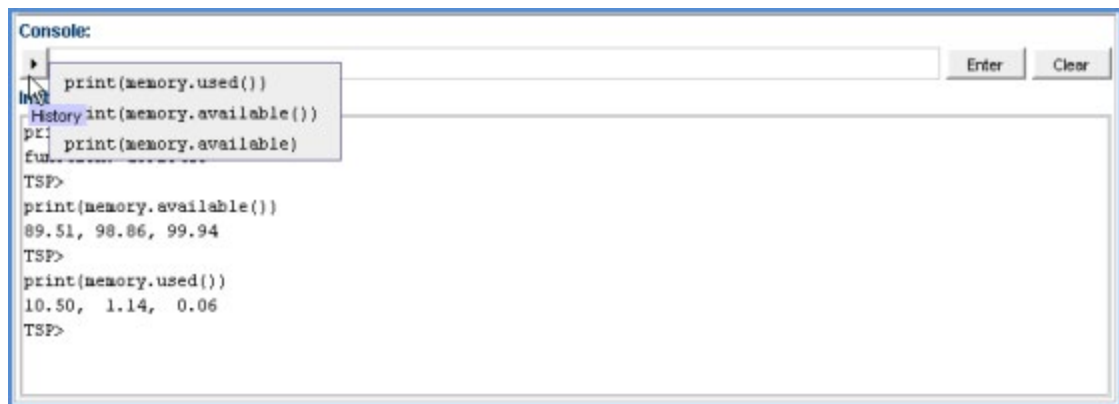 Console:
Enter Clear
print(memory.used())
History int(memory.available())
print(memory.available)
TSP>
print(memory.available())
89.51, 98.86, 99.94
TSP>
print(memory.used())
10.50, 1.14, 0.06
TSP>